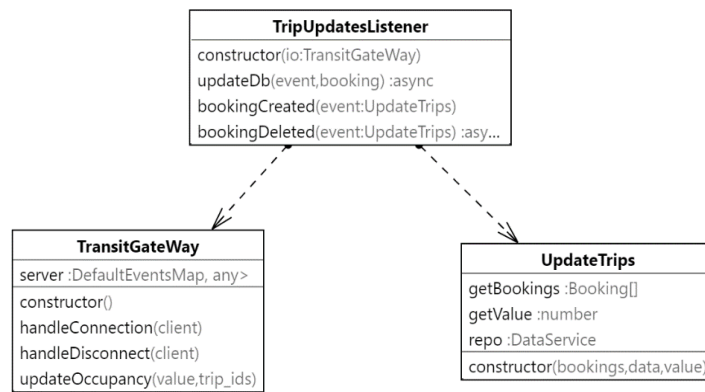 TripUpdatesListener
constructor(io:TransitGateWay)
updateDb(event,booking) :async
bookingCreated(event:UpdateTrips)
bookingDeleted(event:UpdateTrips) :asy...
TransitGateWay
server :DefaultEventsMap, any>
constructor()
handleConnection(client)
handleDisconnect(client)
updateOccupancy(value,trip_ids)
UpdateTrips
getBookings :Booking[]
getValue :number
repo :DataService
constructor(bookings,data,value)